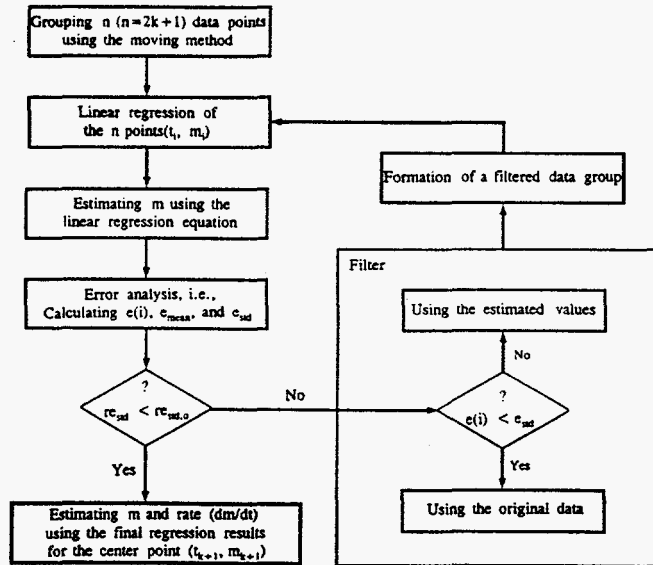 Grouping n (n=2k+1) data points
using the moving method
Linear regression of
the n points(t_i, m_i)
Estimating m using the
linear regression equation
Error analysis, i.e.,
Calculating e(i), e_mean, and e_std
?
re_std < re_std,o
No
Yes
Estimating m and rate (dm/dt)
using the final regression results
for the center point (t_k+1, m_k+1)
Formation of a filtered data group
Filter
Using the estimated values
No
?
e(i) < e_std
Yes
Using the original data